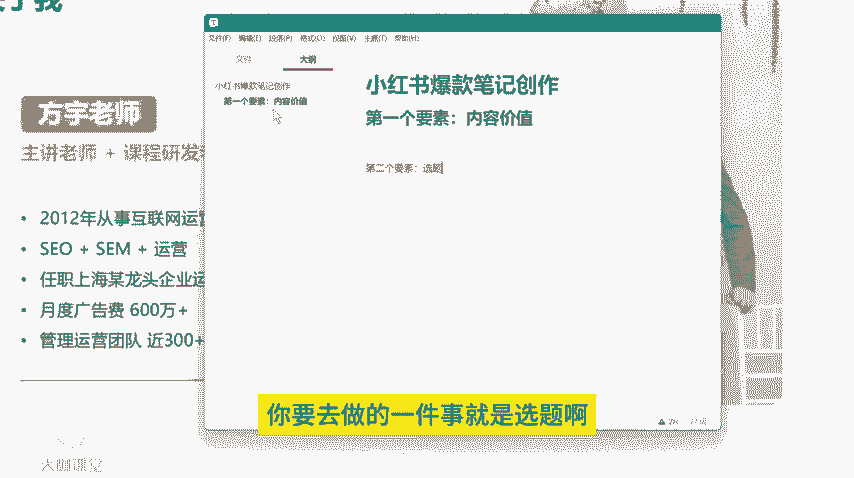 方宇老师
主讲老师 + 课程研发
2012年从事互联网运营
SEO + SEM + 运营
任职上海某龙头企业运
月度广告费 600万+
管理运营团队 近300+
大咖课堂
文件(F) 编辑(E) 段落(P) 格式(O) 视图(V) 主题(T) 帮助(H)
文件 大纲
小红书爆款笔记创作
第一个要素：内容价值
小红书爆款笔记创作
第一个要素：内容价值
第二个要素：选题
你要去做的一件事就是选题啊